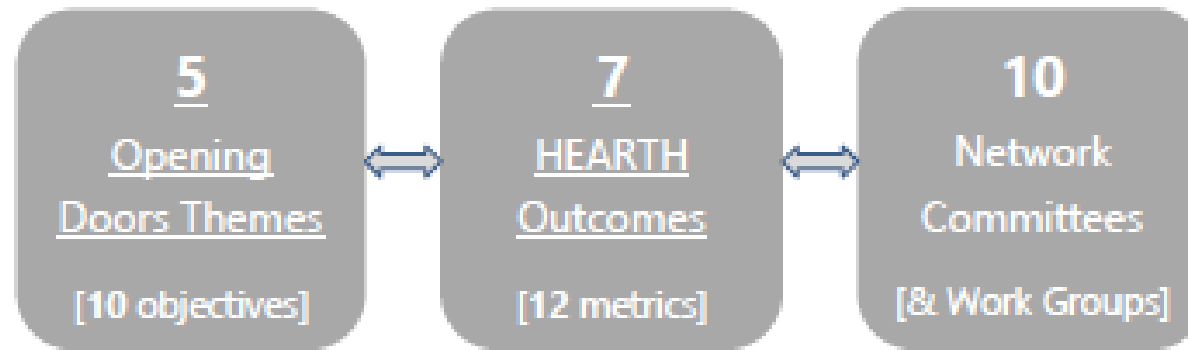 5
Opening
Doors Themes
[10 objectives]
7
HEARTH
Outcomes
[12 metrics]
10
Network
Committees
[& Work Groups]